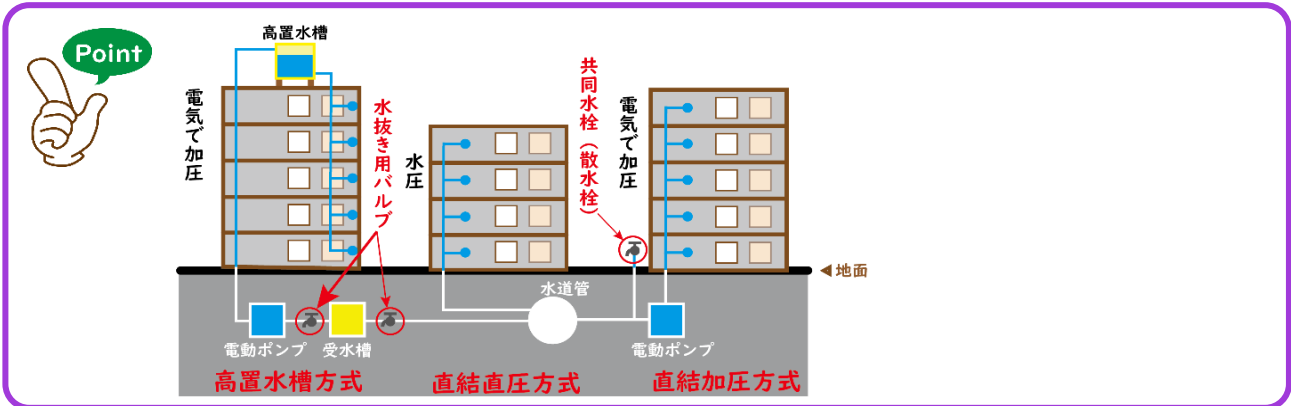 Point
高置水槽
電気で加圧
水抜き用バルブ
水圧
共同水栓（散水栓）
電気で加圧
◀地面
水道管
電動ポンプ
受水槽
電動ポンプ
高置水槽方式
直結直圧方式
直結加圧方式